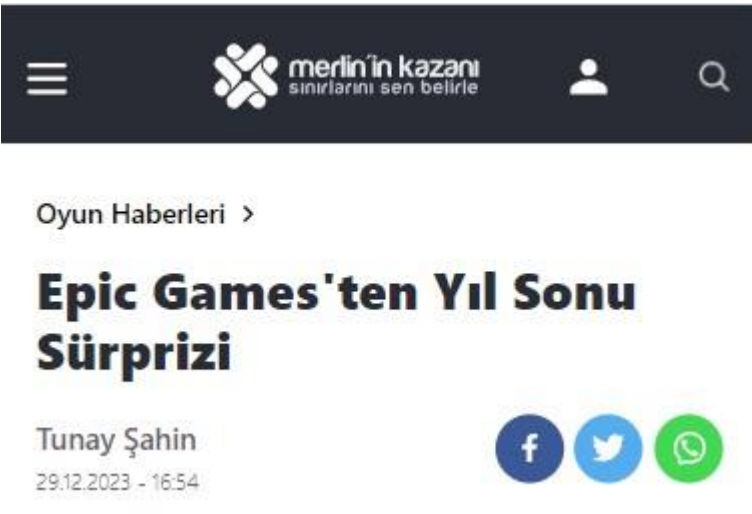 merlin'in kazanı
sınırlarını sen belirle
Oyun Haberleri >
Epic Games'ten Yıl Sonu
Sürprizi
Tunay Şahin
29.12.2023 - 16:54